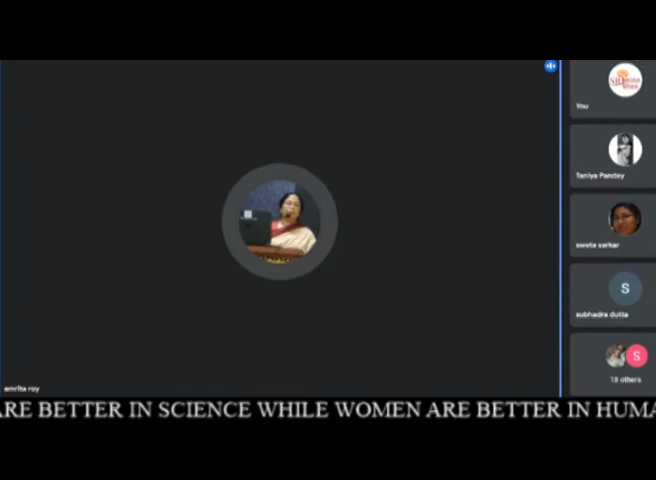 You
Taniya Pandey
sweta sarkar
S
subhadra dutta
S
18 others
amrita roy
ARE BETTER IN SCIENCE WHILE WOMEN ARE BETTER IN HUMA